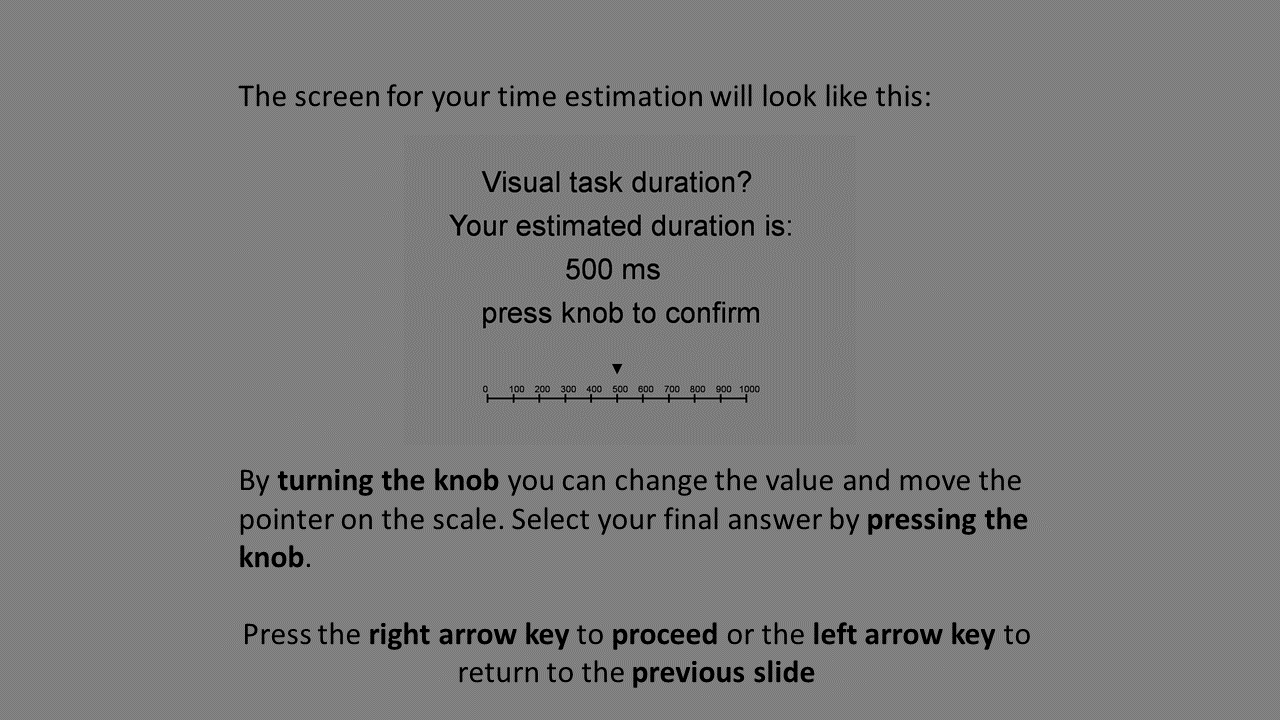 The screen for your time estimation will look like this:
Visual task duration?
Your estimated duration is:
500 ms
press knob to confirm
0 100 200 300 400 500 600 700 800 900 1000
By turning the knob you can change the value and move the
pointer on the scale. Select your final answer by pressing the
knob.
Press the right arrow key to proceed or the left arrow key to
return to the previous slide